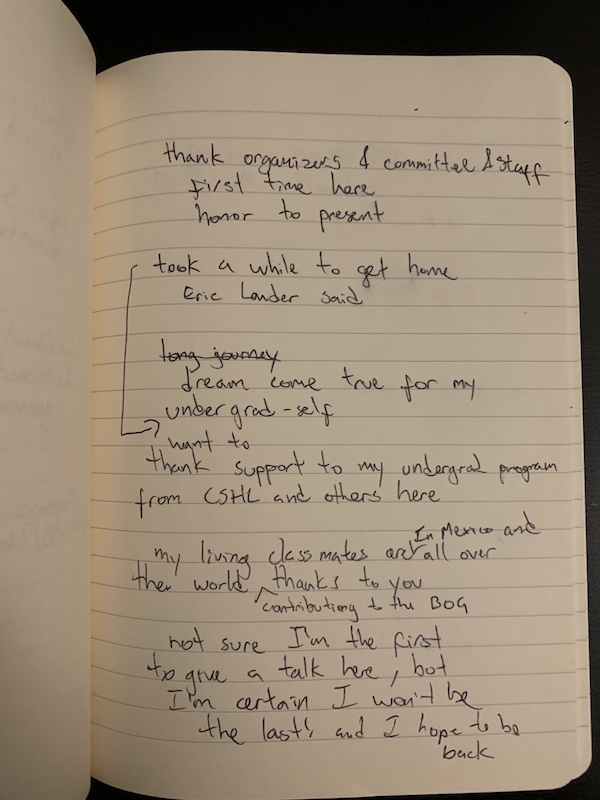 thank organizers & committee & staff
first time here
honor to present
took a while to get home
Eric Lander said
long journey
dream come true for my
undergrad-self
want to
thank support to my undergrad program
from CSHL and others here
In Mexico and
my living classmates are all over
the world thanks to you
contributing to the BOG
not sure I'm the first
to give a talk here, but
I'm certain I won't be
the last! and I hope to be
back